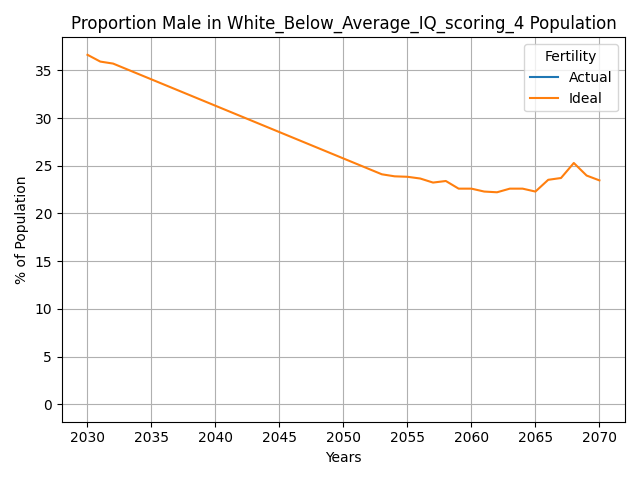 Proportion Male in White_Below_Average_IQ_scoring_4 Population
Fertility
Actual
Ideal
% of Population
35
30
25
20
15
10
5
0
2030 2035 2040 2045 2050 2055 2060 2065 2070
Years